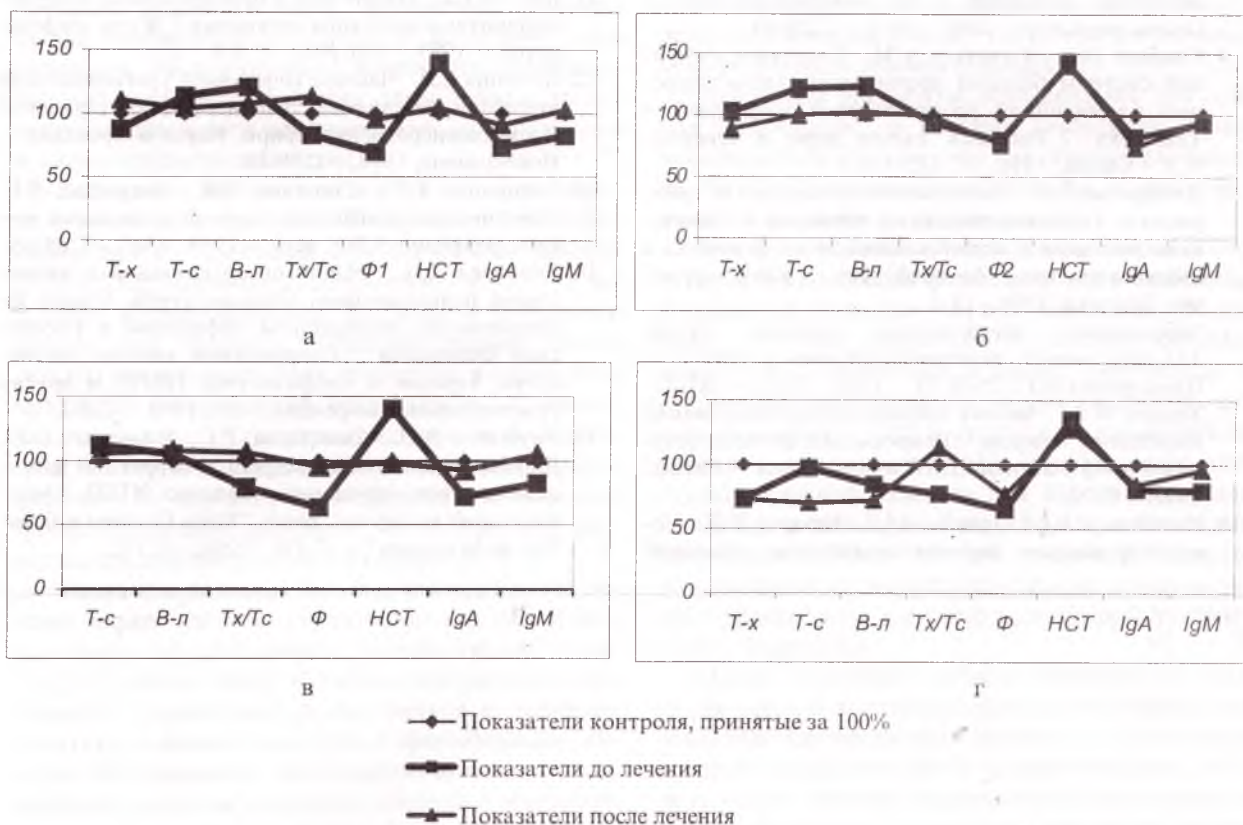 150
100
50
0
Т-х Т-с В-л Тх/Тс Ф1 НСТ IgA IgM
а
150
100
50
0
Т-х Т-с В-л Тх/Тс Ф2 НСТ IgA IgM
б
150
100
50
0
Т-с В-л Тх/Тс Ф НСТ IgA IgM
в
150
100
50
0
Т-х Т-с В-л Тх/Тс Ф НСТ IgA IgM
г
Показатели контроля, принятые за 100%
Показатели до лечения
Показатели после лечения